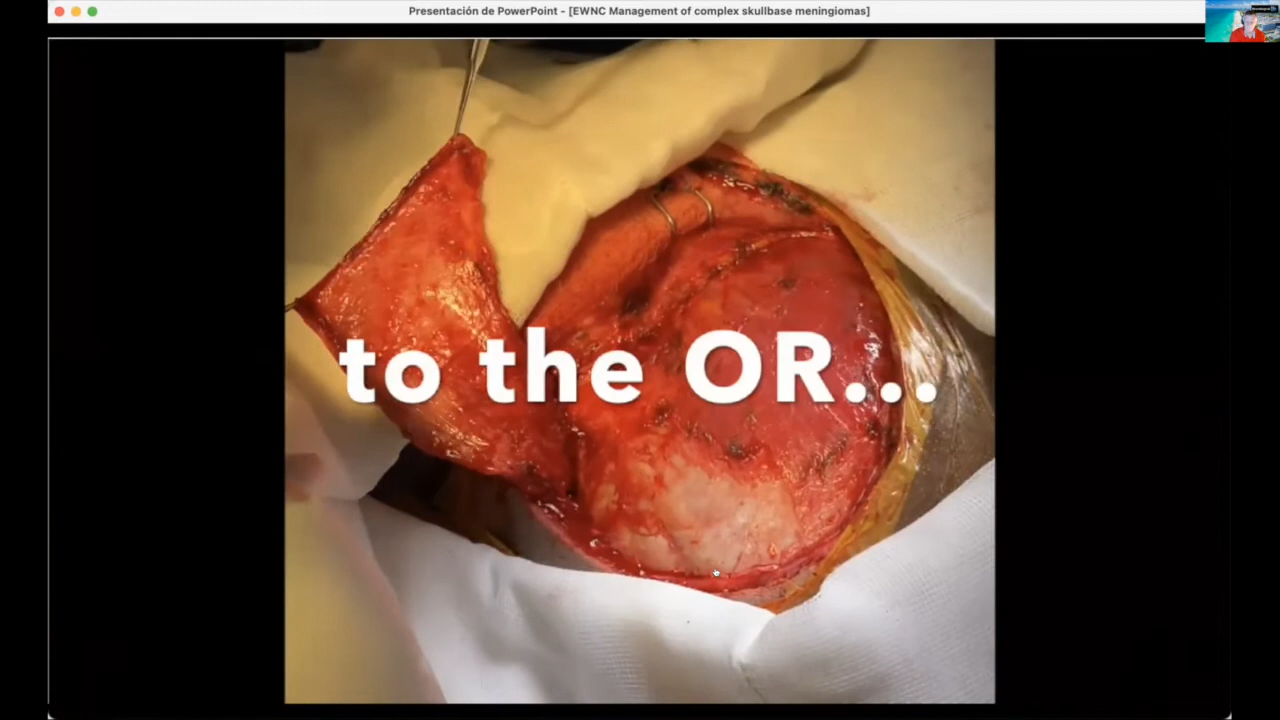 Presentación de PowerPoint - [EWNC Management of complex skullbase meningiomas]
to the OR...